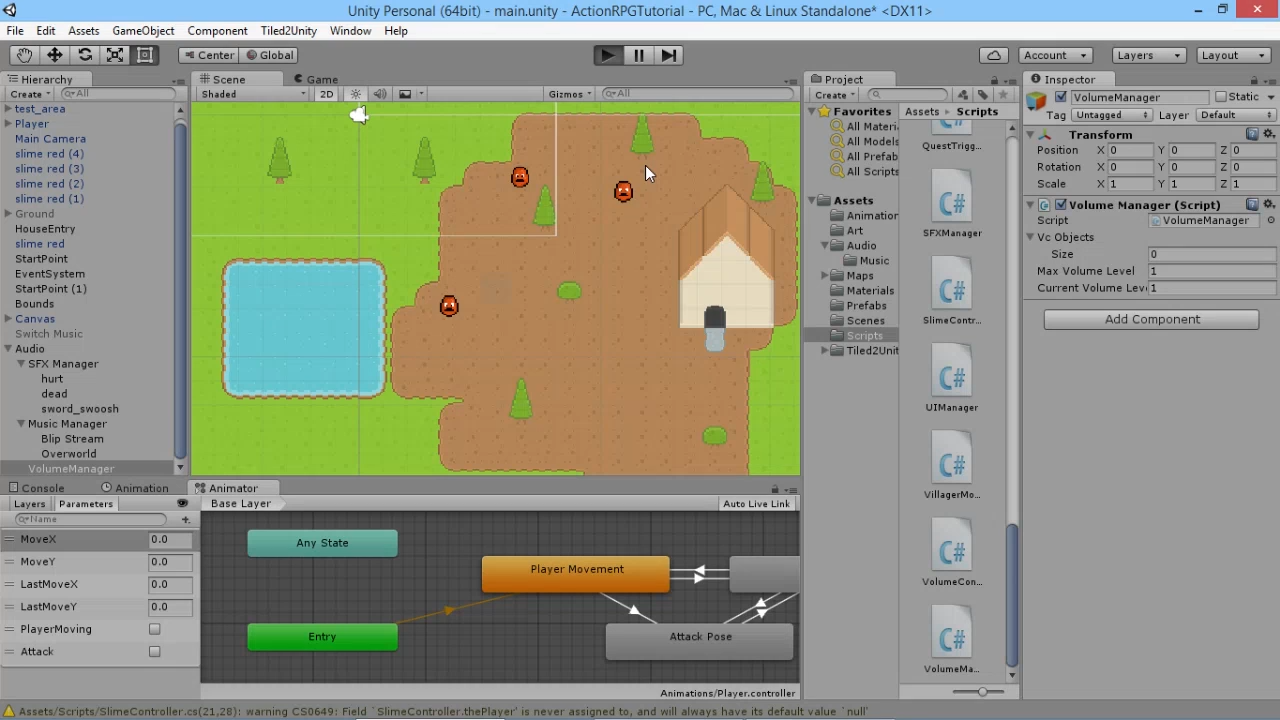 Unity Personal (64bit) - main.unity - ActionRPGTutorial - PC, Mac & Linux Standalone* <DX11>
File Edit Assets GameObject Component Tiled2Unity Window Help
Center Global Account Layers Layout
Hierarchy
Create All
test_area
Player
Main Camera
slime red (4)
slime red (3)
slime red (2)
slime red (1)
Ground
HouseEntry
slime red
StartPoint
EventSystem
StartPoint (1)
Bounds
Canvas
Switch Music
Audio
SFX Manager
hurt
dead
sword_swoosh
Music Manager
Blip Stream
Overworld
VolumeManager
Scene Game
Shaded 2D Gizmos All
Project
Create
Favorites
All Materi
All Models
All Prefab
All Scripts
Assets
Animation
Art
Audio
Music
Maps
Materials
Prefabs
Scenes
Scripts
Tiled2Unit
Assets Scripts
QuestTrigg...
SFXManager
SlimeContr...
UIManager
VillagerMo...
VolumeCon...
VolumeMa...
Inspector
VolumeManager Static
Tag Untagged Layer Default
Transform
Position X 0 Y 0 Z 0
Rotation X 0 Y 0 Z 0
Scale X 1 Y 1 Z 1
Volume Manager (Script)
Script VolumeManager
Vc Objects
Size 0
Max Volume Level 1
Current Volume Leve 1
Add Component
Console Animation Animator
Layers Parameters Base Layer Auto Live Link
Name
MoveX 0.0
MoveY 0.0
LastMoveX 0.0
LastMoveY 0.0
PlayerMoving
Attack
Any State
Player Movement
Entry
Attack Pose
Animations/Player.controller
Assets/Scripts/SlimeController.cs(21,28): warning CS0649: Field `SlimeController.thePlayer' is never assigned to, and will always have its default value `null'